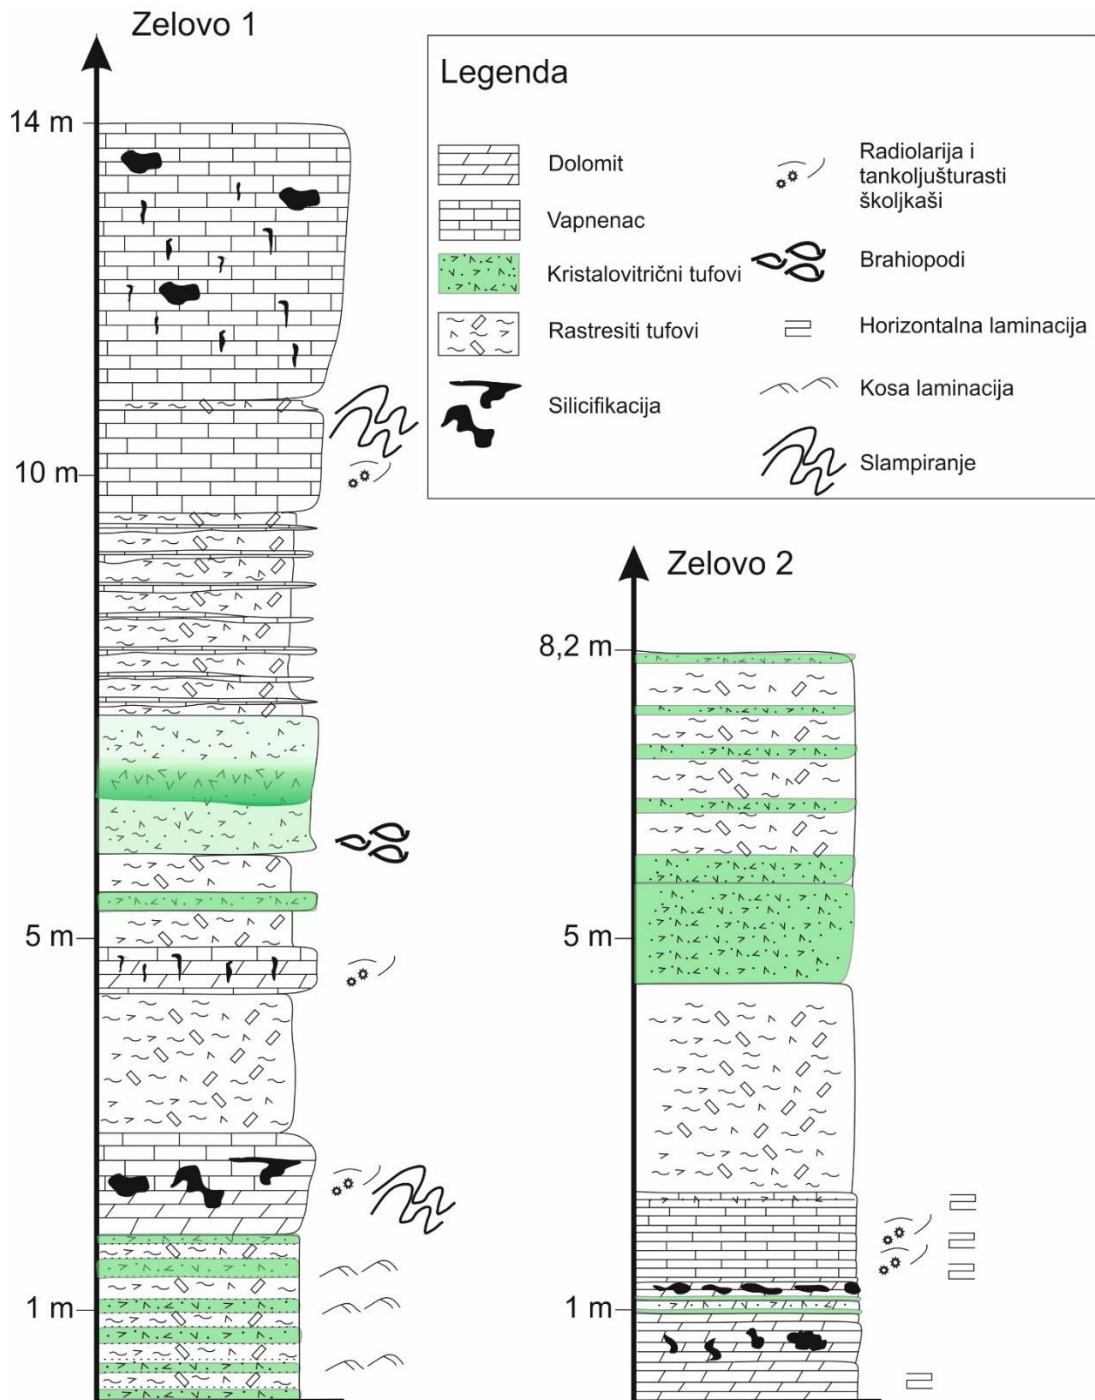 Zelovo 1
14 m
10 m
5 m
1 m
Legenda
Dolomit
Vapnenac
Kristalovitrični tufovi
Rastresiti tufovi
Silicifikacija
Radiolarija i
tankoljušturasti
školjkaši
Brahiopodi
Horizontalna laminacija
Kosa laminacija
Slampiranje
Zelovo 2
8,2 m
5 m
1 m